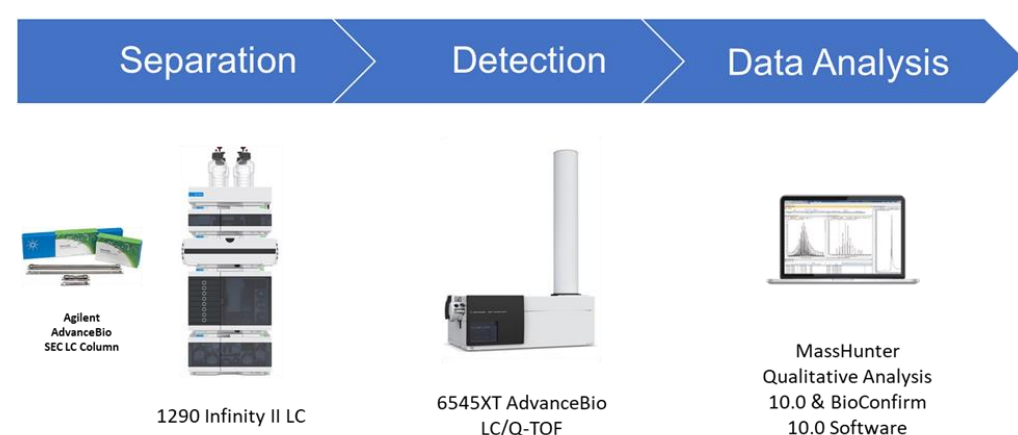 Separation
Detection
Data Analysis
Agilent
AdvanceBio
SEC LC Column
1290 Infinity II LC
6545XT AdvanceBio
LC/Q-TOF
MassHunter
Qualitative Analysis
10.0 & BioConfirm
10.0 Software